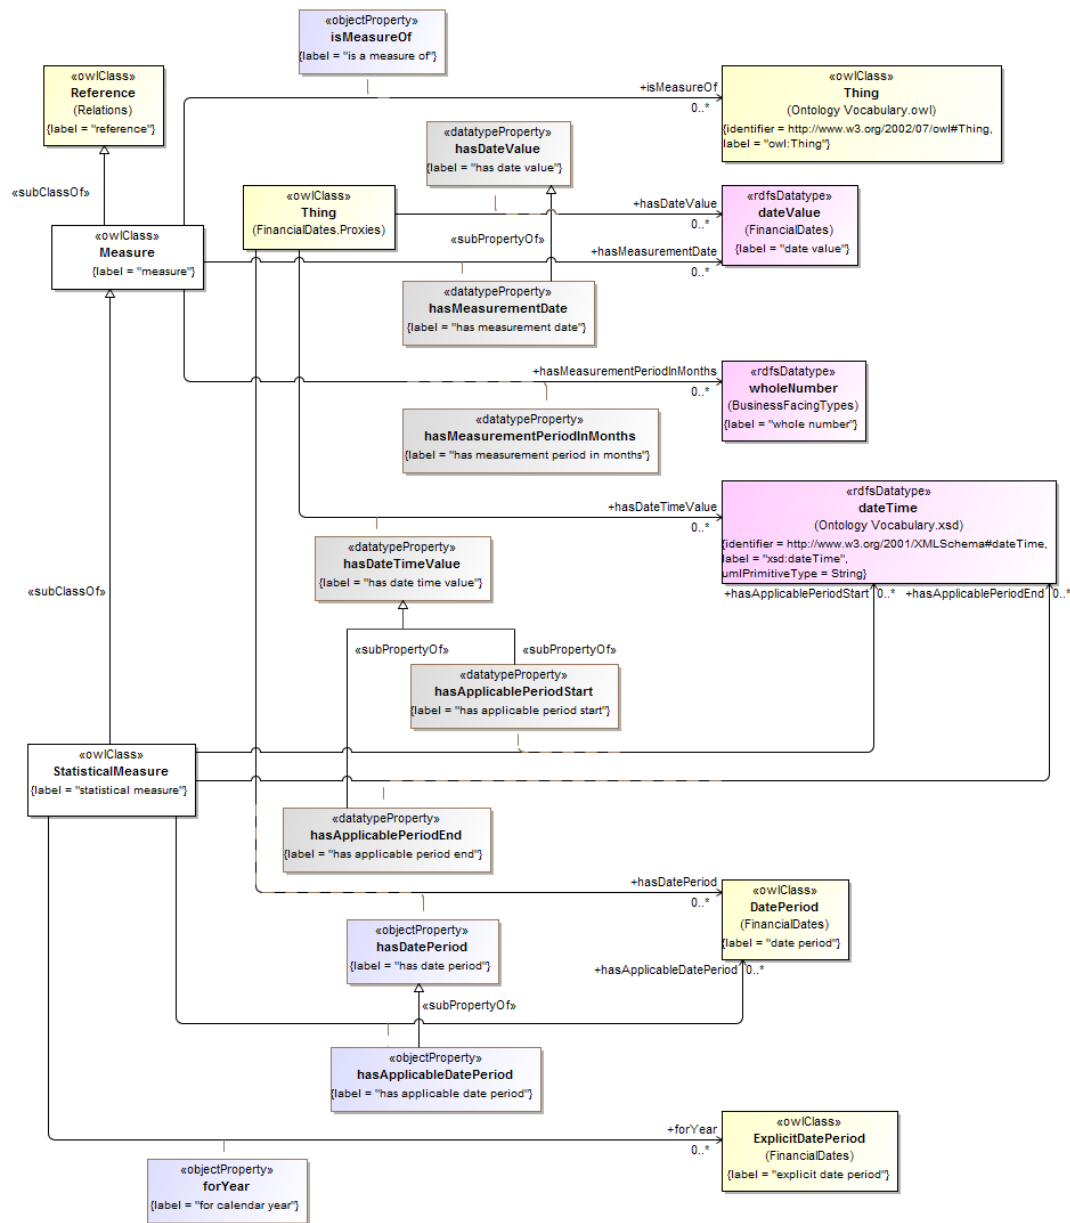 «objectProperty»
isMeasureOf
{label = "is a measure of"}
«owlClass»
Reference
(Relations)
{label = "reference"}
+isMeasureOf
0..*
«owlClass»
Thing
(Ontology Vocabulary.owl)
{identifier = http://www.w3.org/2002/07/owl#Thing,
label = "owl:Thing"}
«datatypeProperty»
hasDateValue
{label = "has date value"}
«subClassOf»
«owlClass»
Thing
(FinancialDates.Proxies)
+hasDateValue
0..*
«rdfsDatatype»
dateValue
(FinancialDates)
{label = "date value"}
«owlClass»
Measure
{label = "measure"}
«subPropertyOf»
+hasMeasurementDate
0..*
«datatypeProperty»
hasMeasurementDate
{label = "has measurement date"}
+hasMeasurementPeriodInMonths
0..*
«rdfsDatatype»
wholeNumber
(BusinessFacingTypes)
{label = "whole number"}
«datatypeProperty»
hasMeasurementPeriodInMonths
{label = "has measurement period in months"}
+hasDateTimeValue
0..*
«rdfsDatatype»
dateTime
(Ontology Vocabulary.xsd)
{identifier = http://www.w3.org/2001/XMLSchema#dateTime,
label = "xsd:dateTime",
umlPrimitiveType = String}
«datatypeProperty»
hasDateTimeValue
{label = "has date time value"}
«subClassOf»
+hasApplicablePeriodStart
0..*
+hasApplicablePeriodEnd
0..*
«subPropertyOf»
«subPropertyOf»
«datatypeProperty»
hasApplicablePeriodStart
{label = "has applicable period start"}
«owlClass»
StatisticalMeasure
{label = "statistical measure"}
«datatypeProperty»
hasApplicablePeriodEnd
{label = "has applicable period end"}
+hasDatePeriod
0..*
«owlClass»
DatePeriod
(FinancialDates)
{label = "date period"}
«objectProperty»
hasDatePeriod
{label = "has date period"}
+hasApplicableDatePeriod
0..*
«subPropertyOf»
«objectProperty»
hasApplicableDatePeriod
{label = "has applicable date period"}
+forYear
0..*
«owlClass»
ExplicitDatePeriod
(FinancialDates)
{label = "explicit date period"}
«objectProperty»
forYear
{label = "for calendar year"}